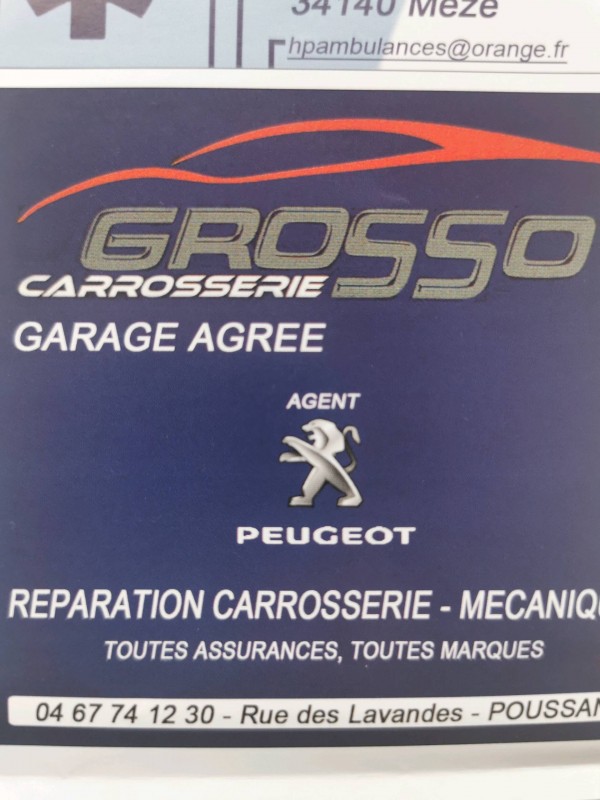 34140 Mèze
hpambulances@orange.fr
GROSSO
CARROSSERIE
GARAGE AGREE
AGENT
PEUGEOT
REPARATION CARROSSERIE - MECANIQ
TOUTES ASSURANCES, TOUTES MARQUES
04 67 74 12 30 - Rue des Lavandes - POUSSAN